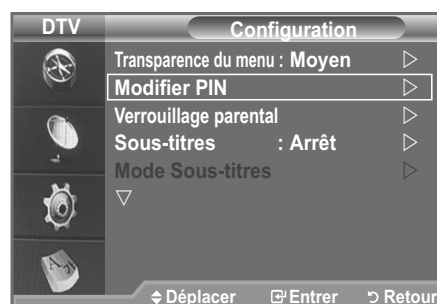 DTV
Configuration
Transparence du menu : Moyen
Modifier PIN
Verrouillage parental
Sous-titres : Arrêt
Mode Sous-titres
Déplacer Entrer Retour